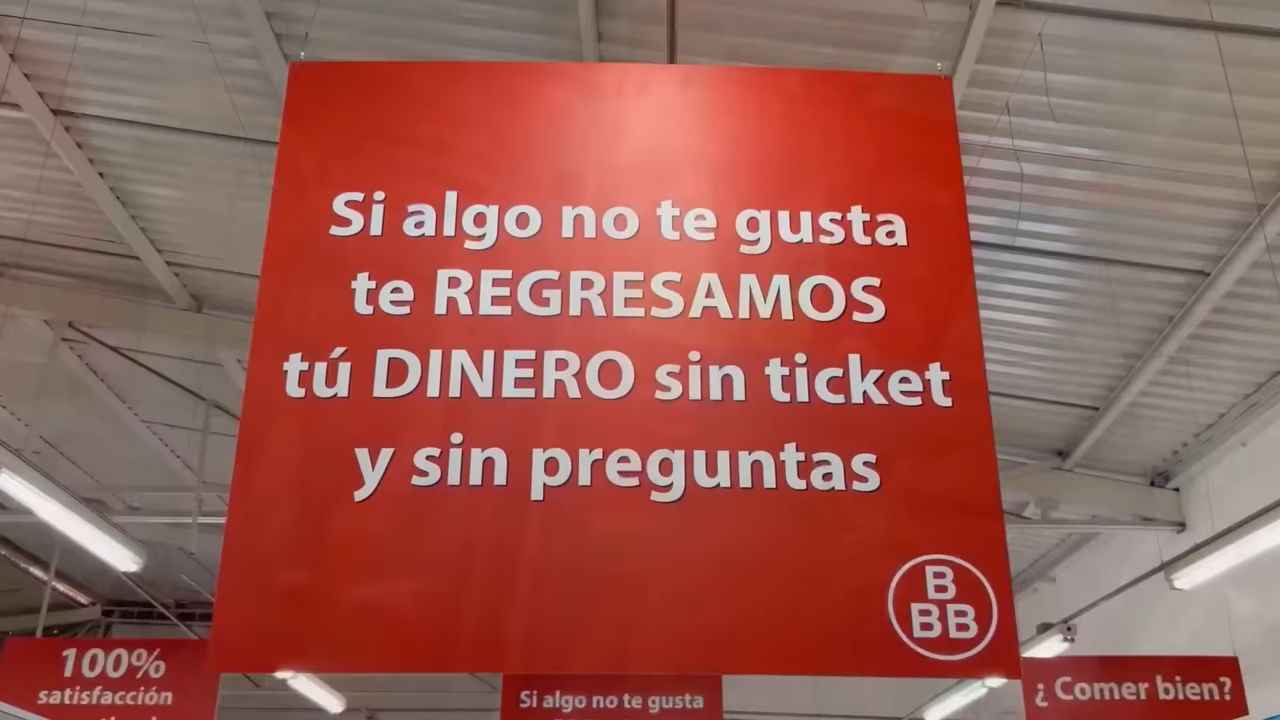 Si algo no te gusta
te REGRESAMOS
tú DINERO sin ticket
y sin preguntas
B
BB
100%
satisfacción
Si algo no te gusta
¿ Comer bien?